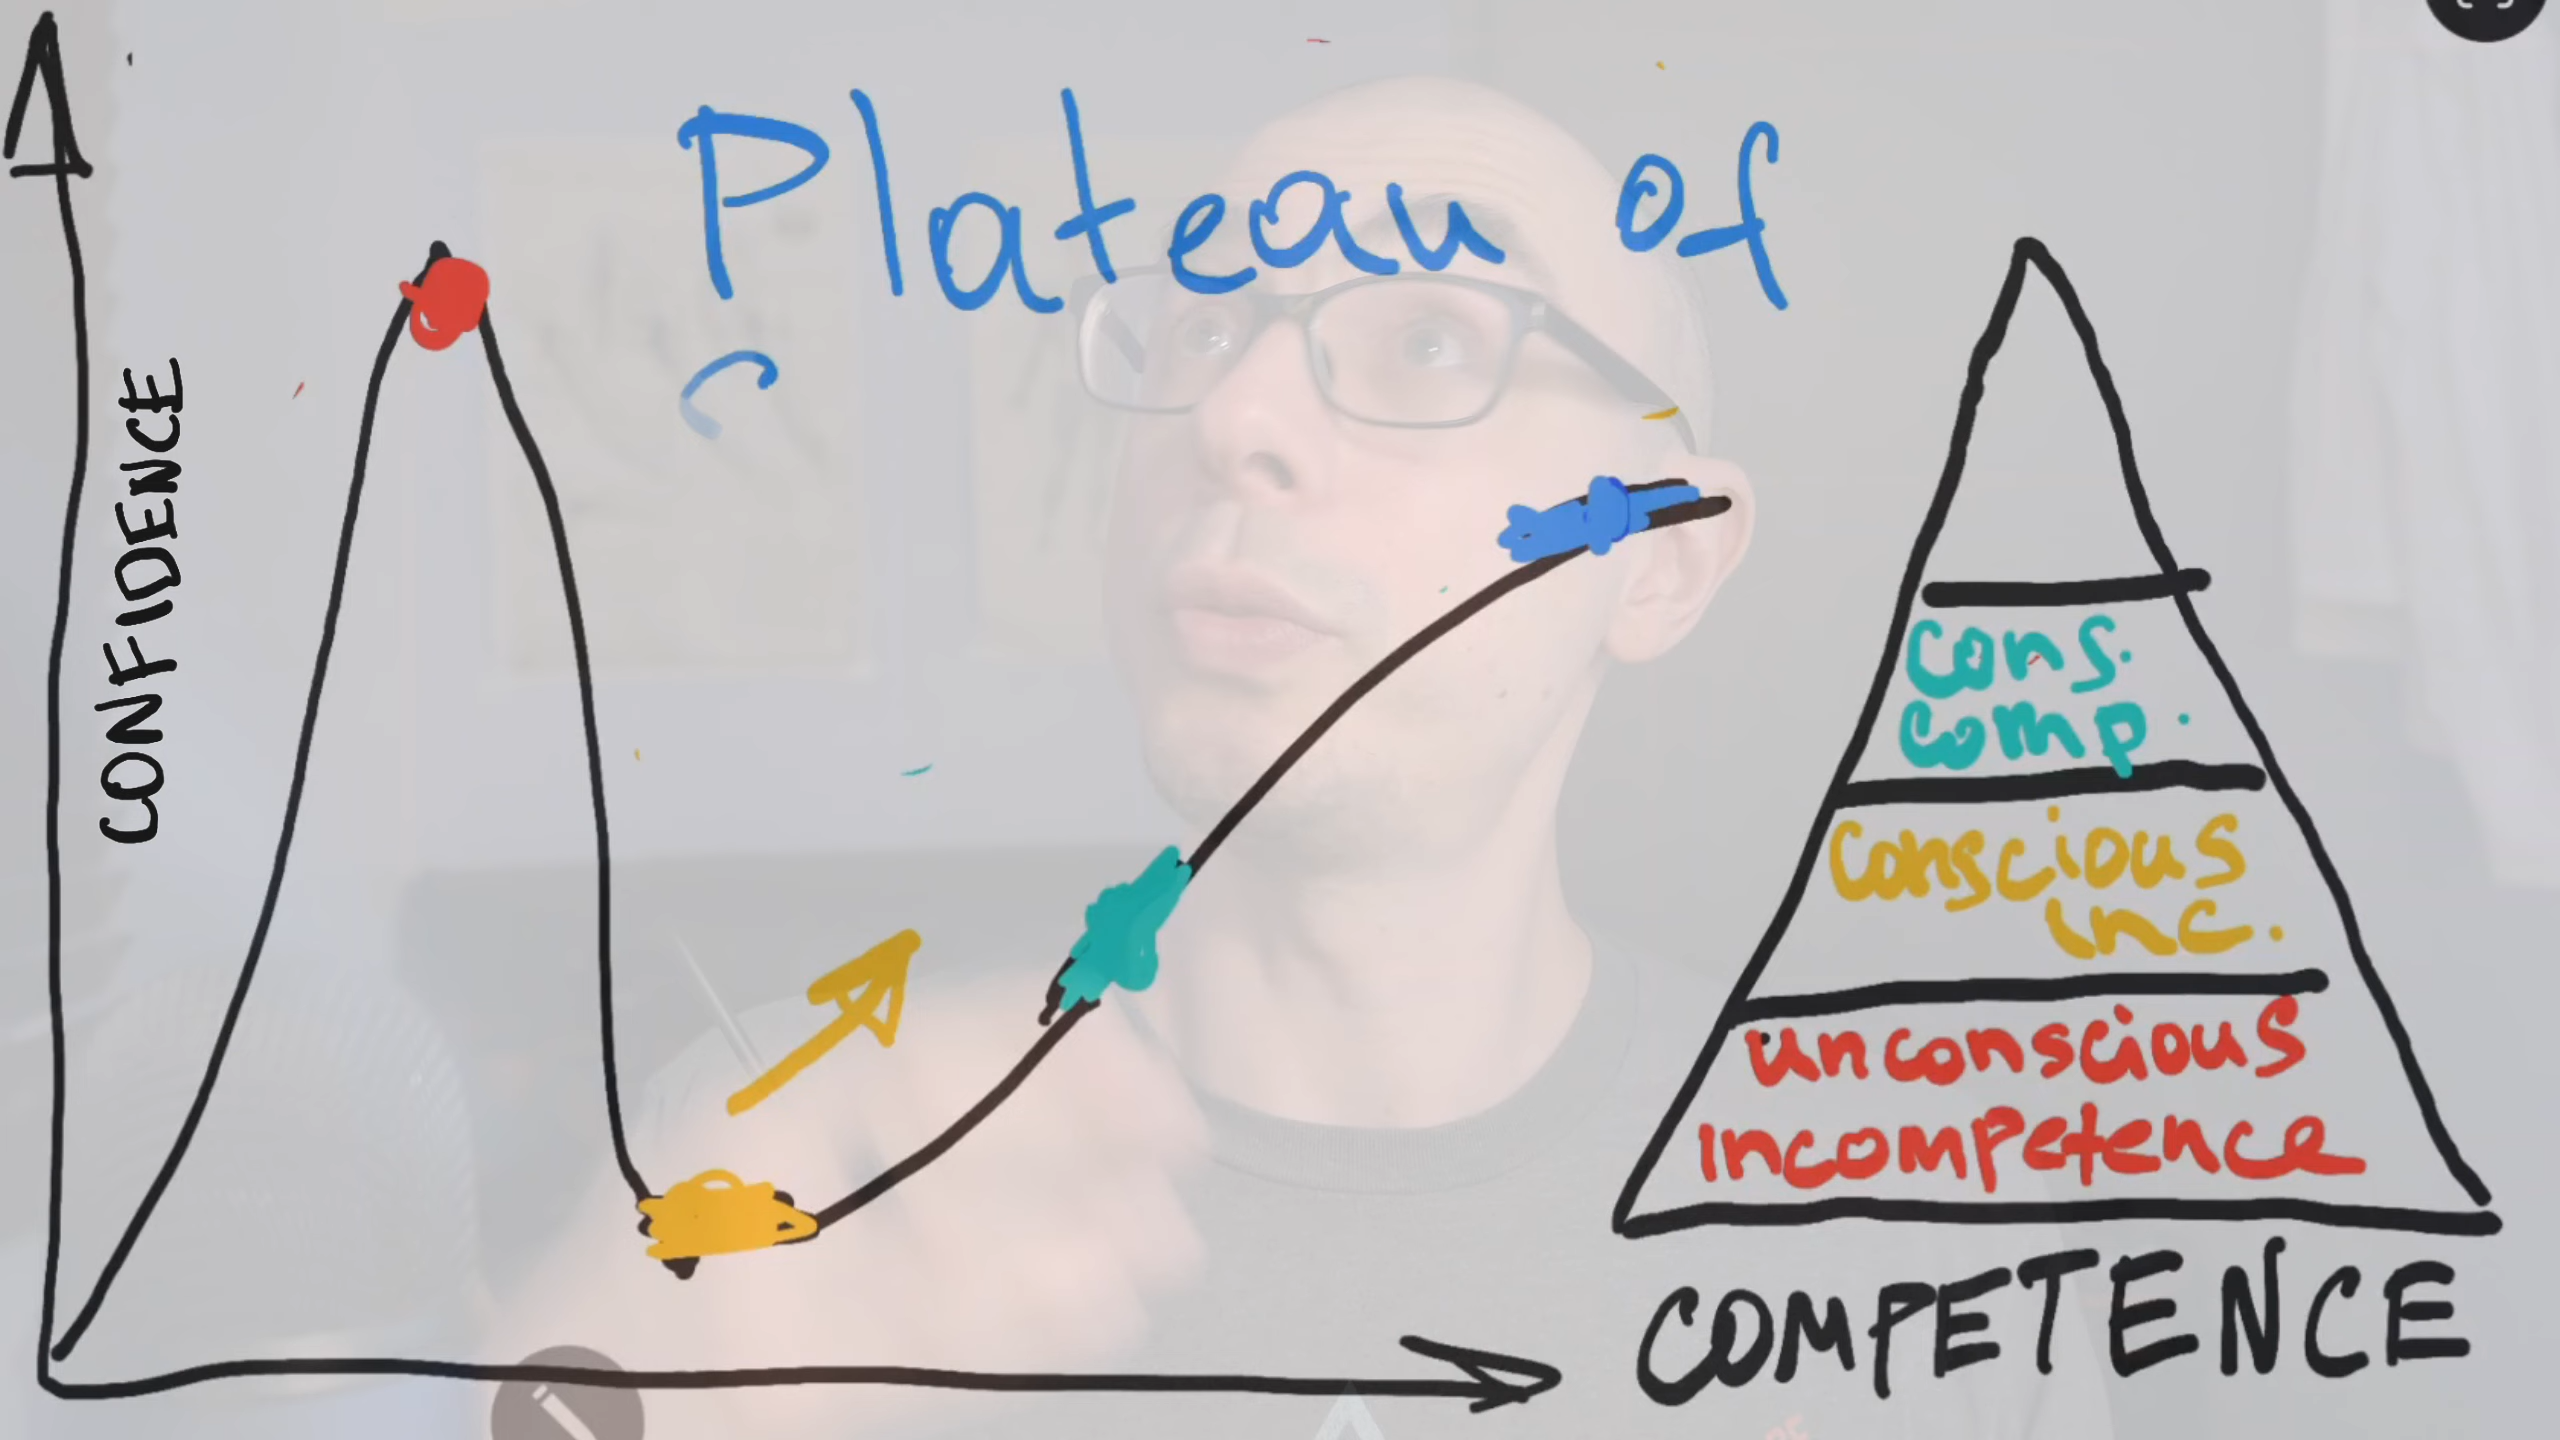 CONFIDENCE
Plateau of
cons.
comp.
conscious
inc.
unconscious
incompetence
COMPETENCE